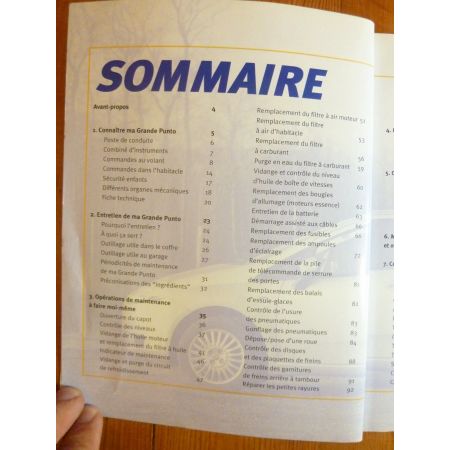 SOMMAIRE
Avant-propos 4
1. Connaître ma Grande Punto 5
Poste de conduite 6
Combiné d'instruments 7
Commandes au volant 8
Commandes dans l'habitacle 14
Sécurité enfants 17
Différents organes mécaniques 18
Fiche technique 20
2. Entretien de ma Grande Punto 23
Pourquoi l'entretien ? 24
A quoi ça sert ? 24
Outillage utile dans le coffre 26
Outillage utile au garage
Périodicités de maintenance
de ma Grande Punto 31
Préconisations des "ingrédients" 32
3. Opérations de maintenance
à faire moi-même 35
Ouverture du capot 36
Contrôle des niveaux
Vidange de l'huile moteur
et remplacement du filtre à huile
Indicateur de maintenance
Vidange et purge du circuit
de refroidissement 47
Remplacement du filtre à air moteur 51
Remplacement du filtre
à air d'habitacle 53
Remplacement du filtre
à carburant 56
Purge en eau du filtre à carburant 59
Vidange et contrôle du niveau
d'huile de boîte de vitesses 60
Remplacement des bougies
d'allumage (moteurs essence) 62
Entretien de la batterie 63
Démarrage assisté aux câbles
Remplacement des fusibles
Remplacement des ampoules
d'éclairage 72
Remplacement de la pile
de télécommande de serrure
des portes 81
Remplacement des balais
d'essuie-glaces 81
Contrôle de l'usure
des pneumatiques 82
Gonflage des pneumatiques 83
Dépose/pose d'une roue 84
Contrôle des disques
et des plaquettes de freins 88
Contrôle des garnitures
de freins arrière à tambour 91
Réparer les petites rayures 92
4.
5.
6.
et
7.